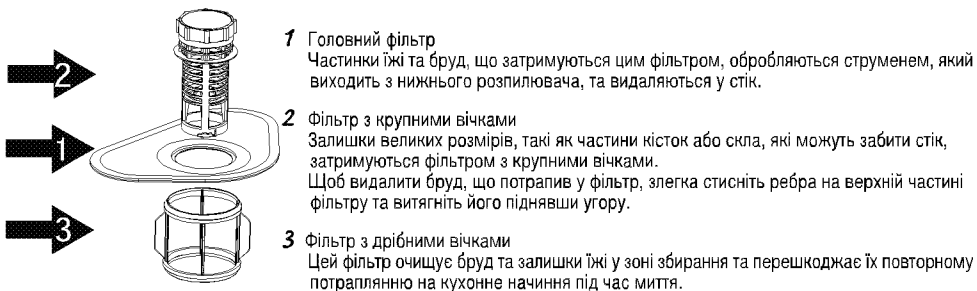 1 Головний фільтр
Частинки їжі та бруд, що затримуються цим фільтром, обробляються струменем, який
виходить з нижнього розпилювача, та видаляються у стік.
2 Фільтр з крупними вічками
Залишки великих розмірів, такі як частини кісток або скла, які можуть забити стік,
затримуються фільтром з крупними вічками.
Щоб видалити бруд, що потрапив у фільтр, злегка стисніть ребра на верхній частині
фільтру та витягніть його піднявши угору.
3 Фільтр з дрібними вічками
Цей фільтр очищує бруд та залишки їжі у зоні збирання та перешкоджає їх повторному
потраплянню на кухонне начиння під час миття.
2
1
3